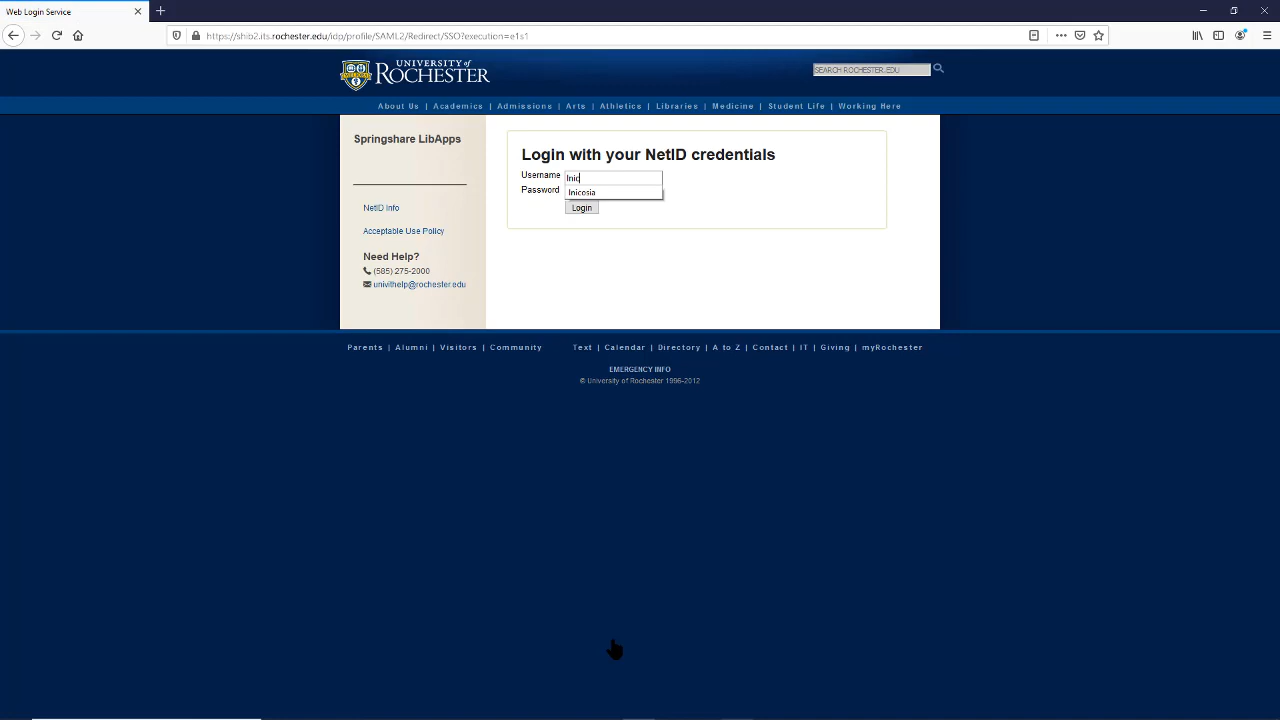 Web Login Service
https://shib2.its.rochester.edu/idp/profile/SAML2/Redirect/SSO?execution=e1s1
UNIVERSITY of ROCHESTER
SEARCH ROCHESTER.EDU
About Us | Academics | Admissions | Arts | Athletics | Libraries | Medicine | Student Life | Working Here
Springshare LibApps
NetID Info
Acceptable Use Policy
Need Help?
(585) 275-2000
univithelp@rochester.edu
Login with your NetID credentials
Username lnic
lnicosia
Password
Login
Parents | Alumni | Visitors | Community Text | Calendar | Directory | A to Z | Contact | IT | Giving | myRochester
EMERGENCY INFO
© University of Rochester 1996-2012